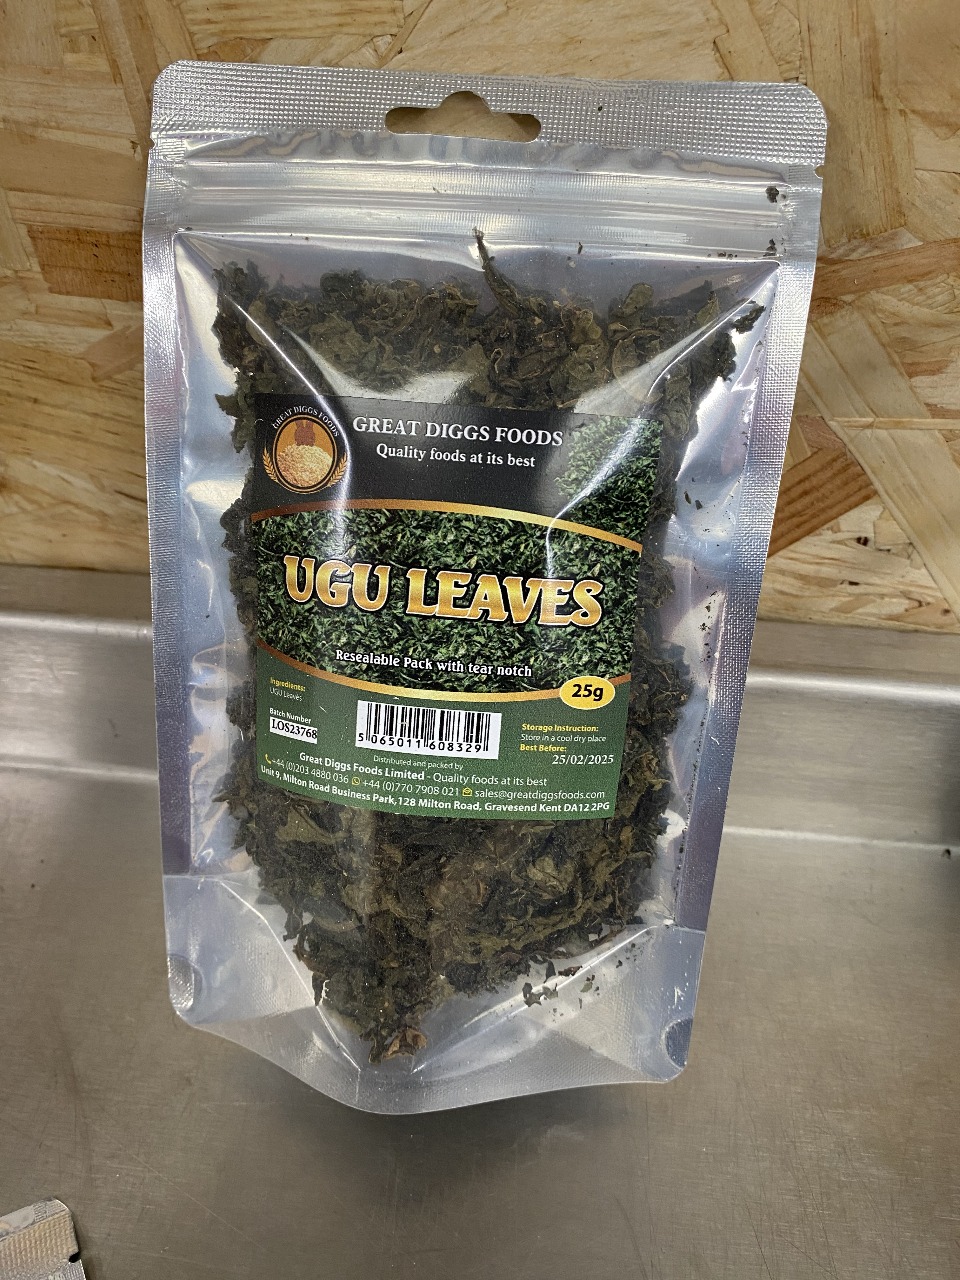 GREAT DIGGS FOODS
GREAT DIGGS FOODS
Quality foods at its best
UGU LEAVES
Resealable Pack with tear notch
25g
Ingredients:
UGU Leaves
Batch Number
LOS23768
5 065011 608329
Storage Instruction:
Store in a cool dry place
Best Before:
25/02/2025
Distributed and packed by
Great Diggs Foods Limited - Quality foods at its best
+44 (0)203 4880 036 +44 (0)770 7908 021 sales@greatdiggsfoods.com
Unit 9, Milton Road Business Park,128 Milton Road, Gravesend Kent DA12 2PG